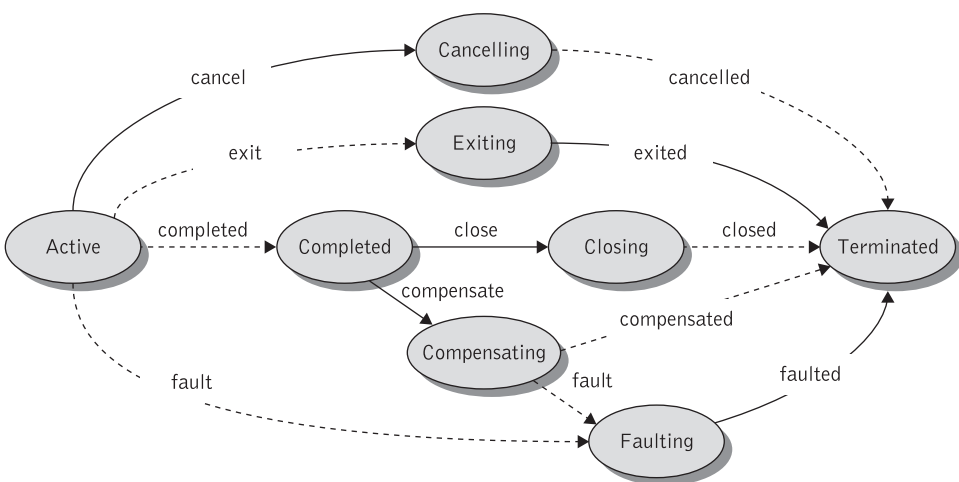 Cancelling
cancel
cancelled
exit
Exiting
exited
Active
completed
Completed
close
Closing
closed
Terminated
compensate
compensated
Compensating
fault
fault
faulted
Faulting